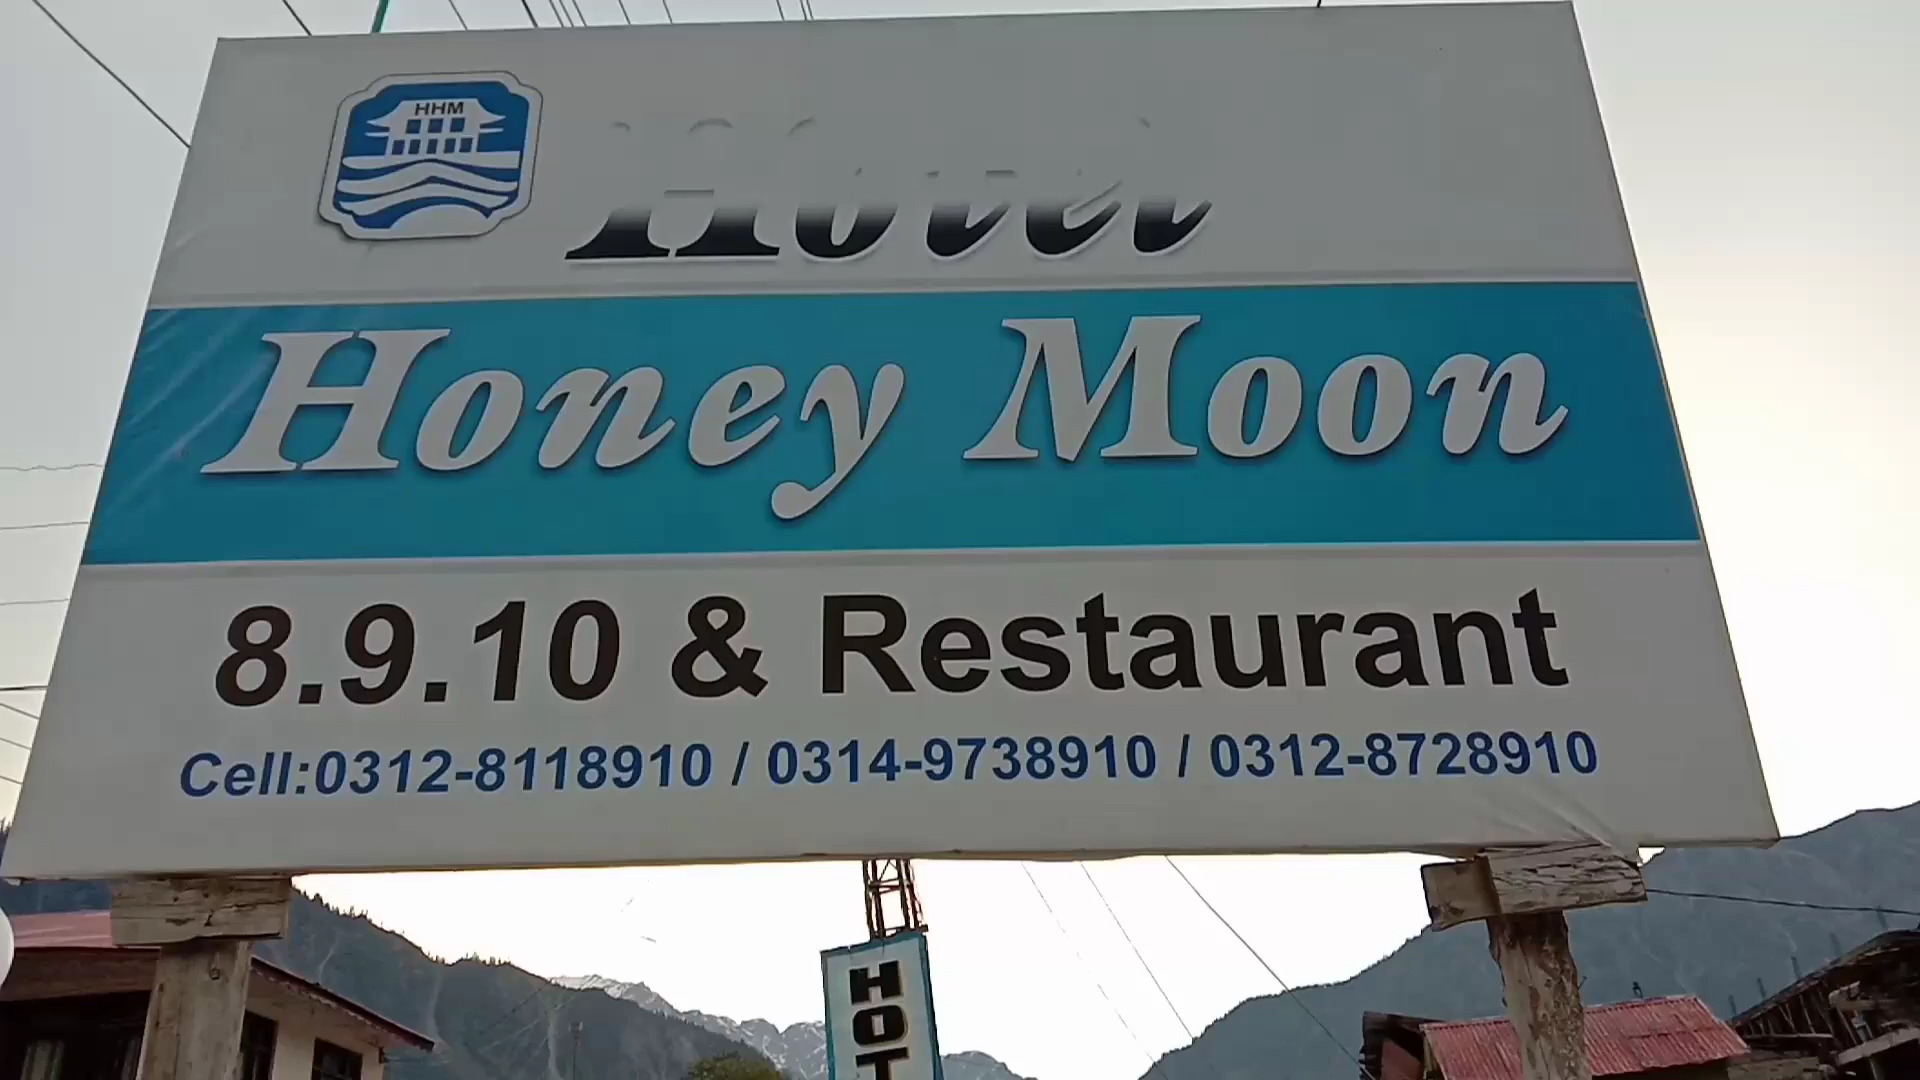 HHM
Hotel
Honey Moon
8.9.10 & Restaurant
Cell:0312-8118910 / 0314-9738910 / 0312-8728910
HOT